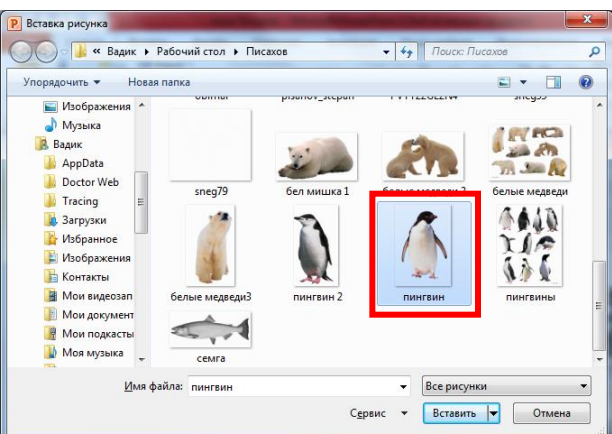 Вставка рисунка
« Вадик ▸ Рабочий стол ▸ Писахов
Поиск: Писахов
Упорядочить ▾ Новая папка
Изображения
Музыка
Вадик
AppData
Doctor Web
Tracing
Загрузки
Избранное
Изображения
Контакты
Мои видеозап
Мои документ
Мои подкасты
Моя музыка
sneg79
бел мишка 1
белые медведи
белые медведи3
пингвин 2
пингвин
пингвины
семга
Имя файла: пингвин
Все рисунки
Сервис ▾ Вставить ▾ Отмена